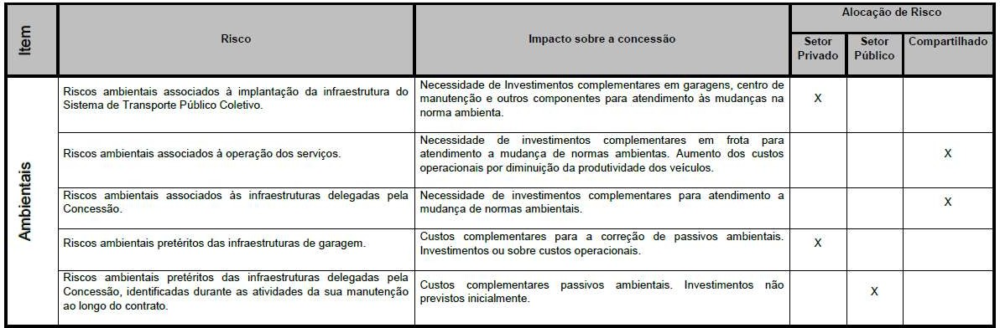 Item
Risco
Impacto sobre a concessão
Alocação de Risco
Setor
Privado
Setor
Público
Compartilhado
Ambientais
Riscos ambientais associados à implantação da infraestrutura do
Sistema de Transporte Público Coletivo.
Necessidade de Investimentos complementares em garagens, centro de
manutenção e outros componentes para atendimento às mudanças na
norma ambienta.
X
Riscos ambientais associados à operação dos serviços.
Necessidade de investimentos complementares em frota para
atendimento a mudança de normas ambientas. Aumento dos custos
operacionais por diminuição da produtividade dos veículos.
X
Riscos ambientais associados às infraestruturas delegadas pela
Concessão.
Necessidade de investimentos complementares para atendimento a
mudança de normas ambientais.
X
Riscos ambientais pretéritos das infraestruturas de garagem.
Custos complementares para a correção de passivos ambientais.
Investimentos ou sobre custos operacionais.
X
Riscos ambientais pretéritos das infraestruturas delegadas pela
Concessão, identificadas durante as atividades da sua manutenção
ao longo do contrato.
Custos complementares passivos ambientais. Investimentos não
previstos inicialmente.
X